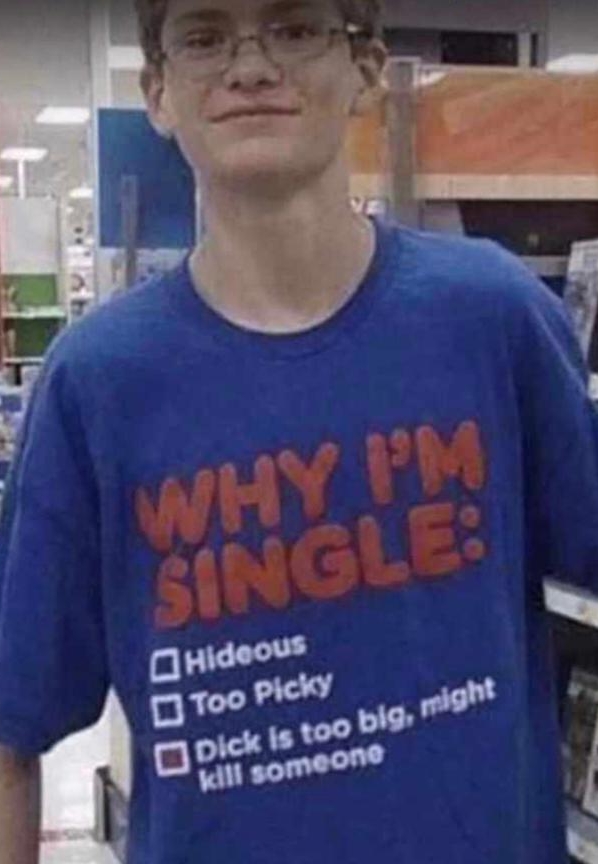 WHY I'M
SINGLE:
Hideous
Too Picky
Dick is too big, might
kill someone